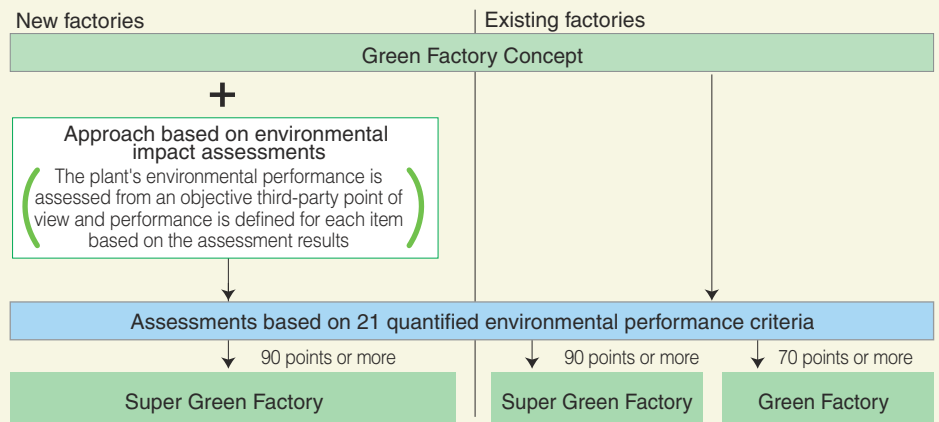 New factories
Existing factories
Green Factory Concept
+
Approach based on environmental
impact assessments
The plant's environmental performance is
assessed from an objective third-party point of
view and performance is defined for each item
based on the assessment results
Assessments based on 21 quantified environmental performance criteria
90 points or more
90 points or more
70 points or more
Super Green Factory
Super Green Factory
Green Factory